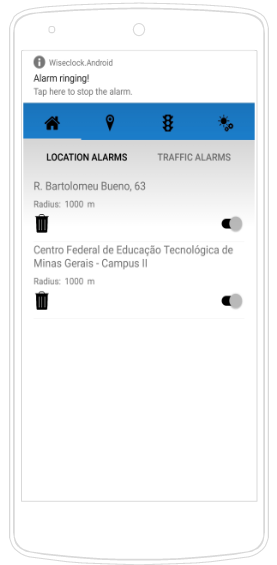 Wiseclock.Android
Alarm ringing!
Tap here to stop the alarm.
LOCATION ALARMS
TRAFFIC ALARMS
R. Bartolomeu Bueno, 63
Radius: 1000 m
Centro Federal de Educação Tecnológica de
Minas Gerais - Campus II
Radius: 1000 m